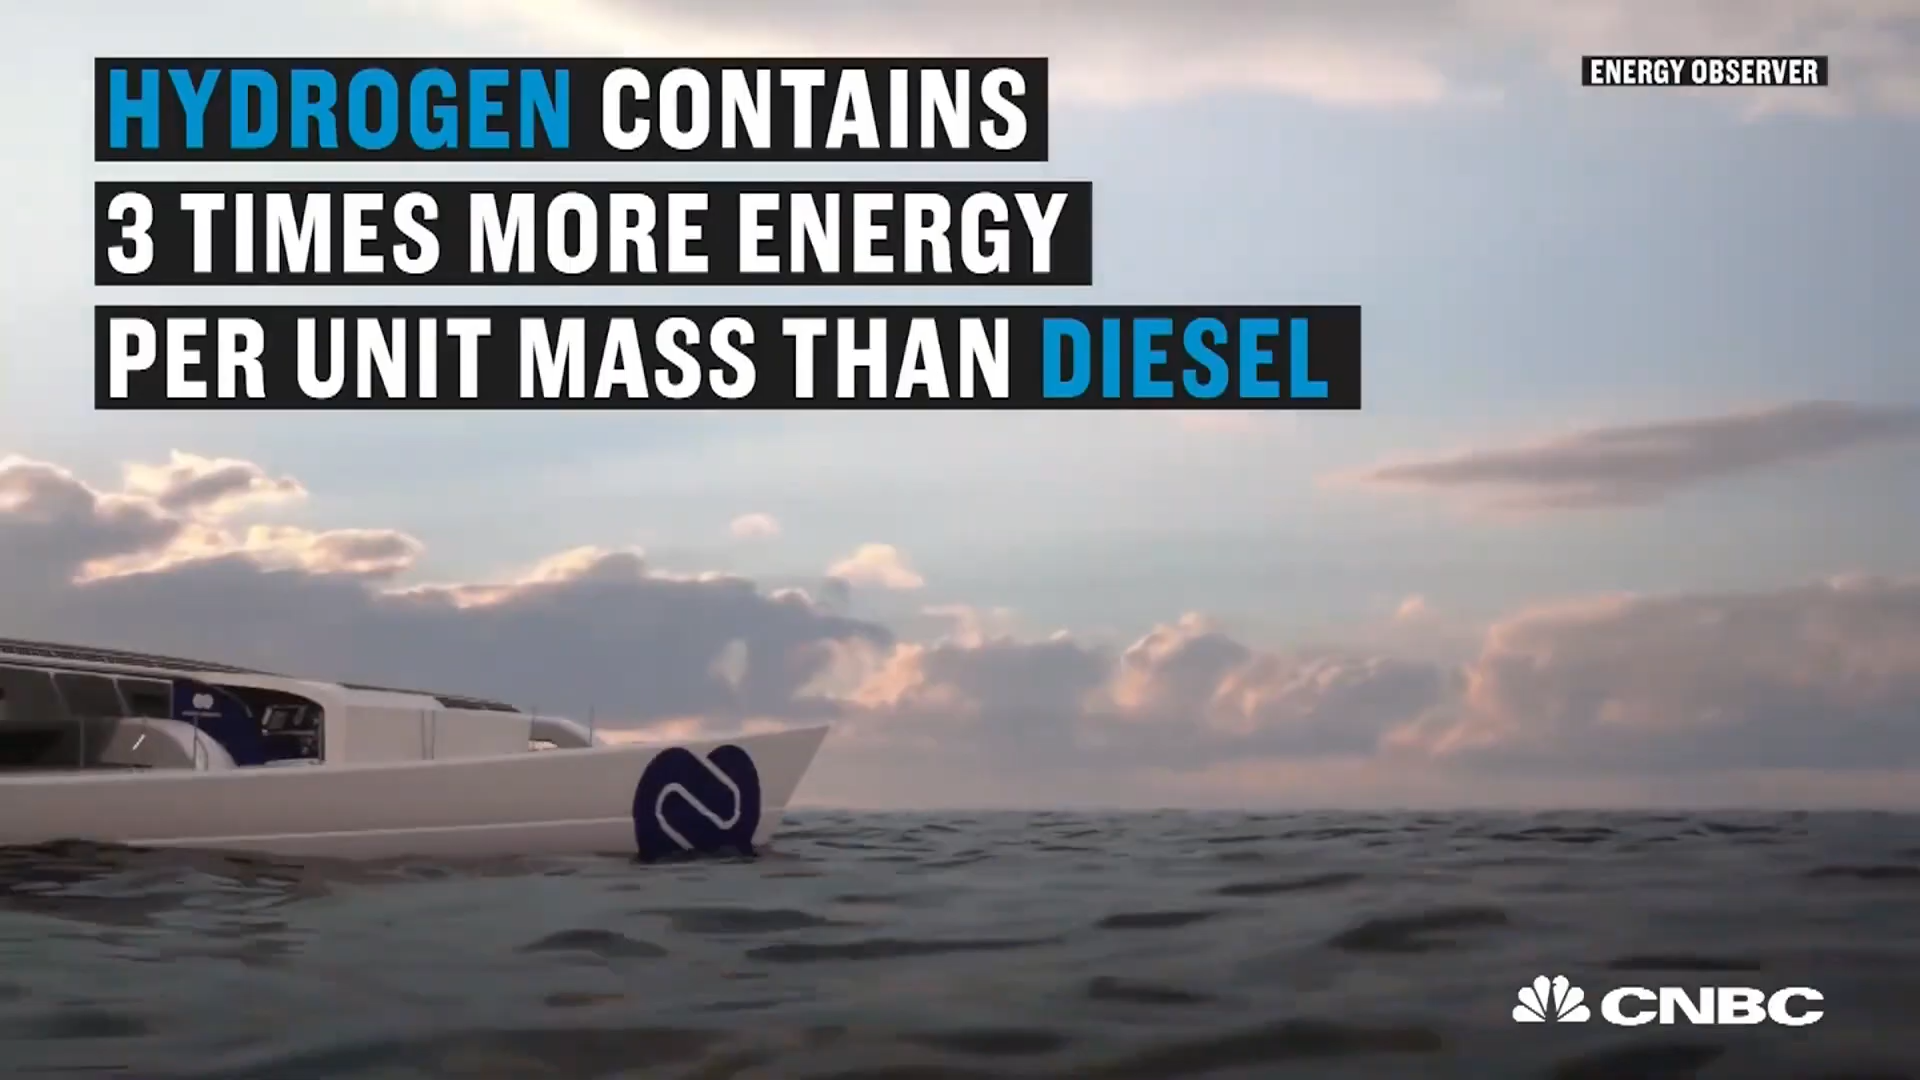 HYDROGEN CONTAINS
3 TIMES MORE ENERGY
PER UNIT MASS THAN DIESEL
ENERGY OBSERVER
CNBC